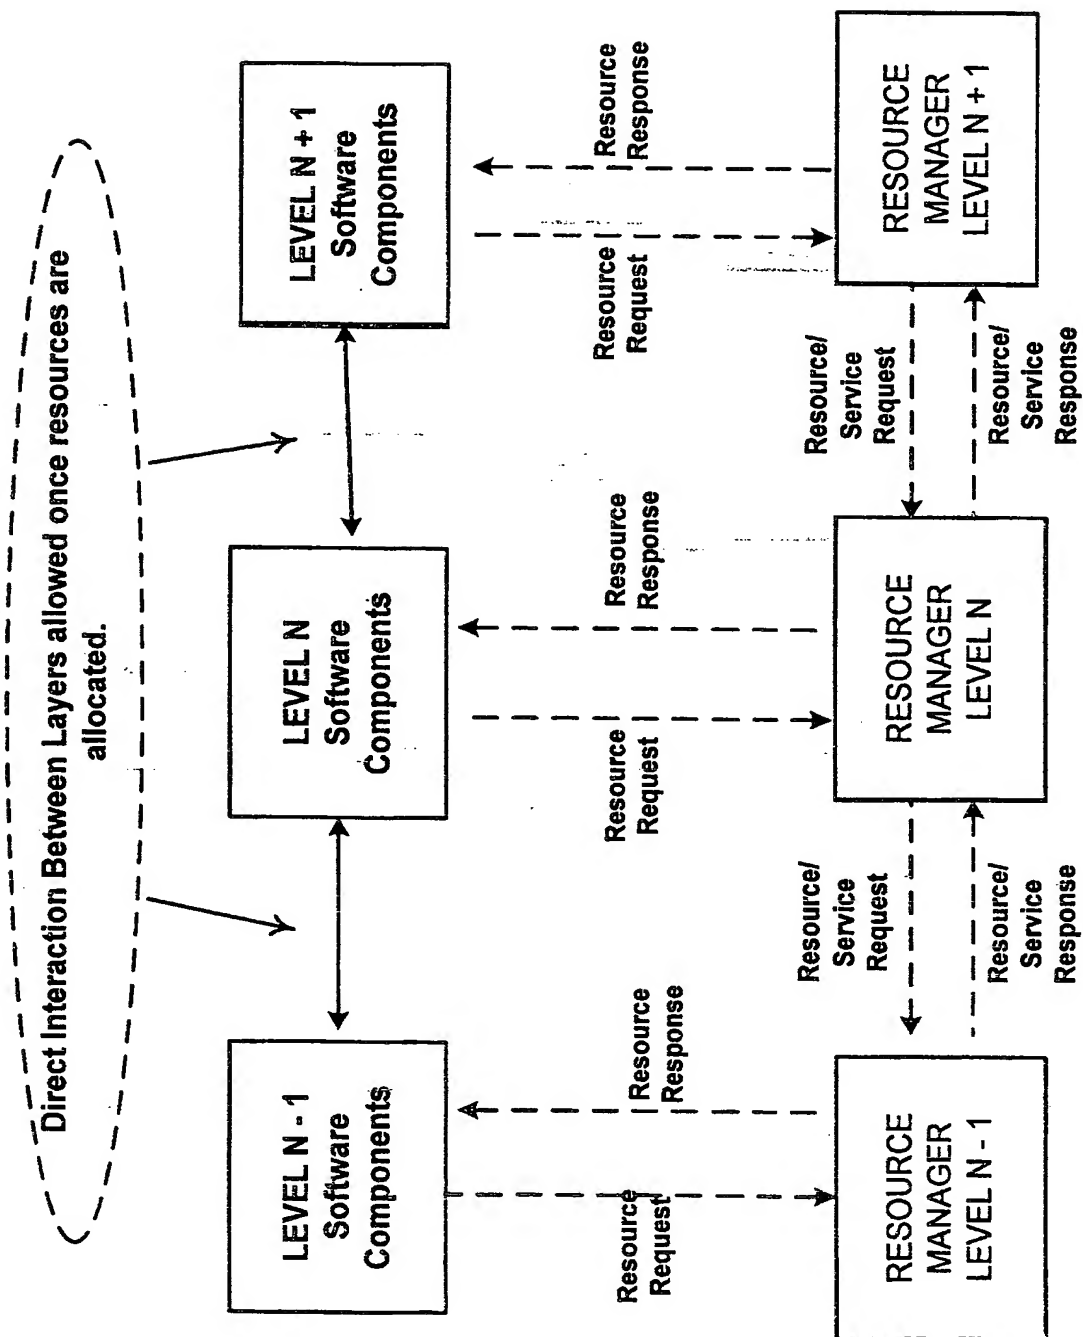 Direct Interaction Between Layers allowed once resources are
allocated.
LEVEL N - 1
Software
Components
LEVEL N
Software
Components
LEVEL N + 1
Software
Components
Resource
Request
Resource
Response
Resource
Request
Resource
Response
Resource
Request
Resource
Response
RESOURCE
MANAGER
LEVEL N - 1
Resource/
Service
Request
Resource/
Service
Response
RESOURCE
MANAGER
LEVEL N
Resource/
Service
Request
Resource/
Service
Response
RESOURCE
MANAGER
LEVEL N + 1